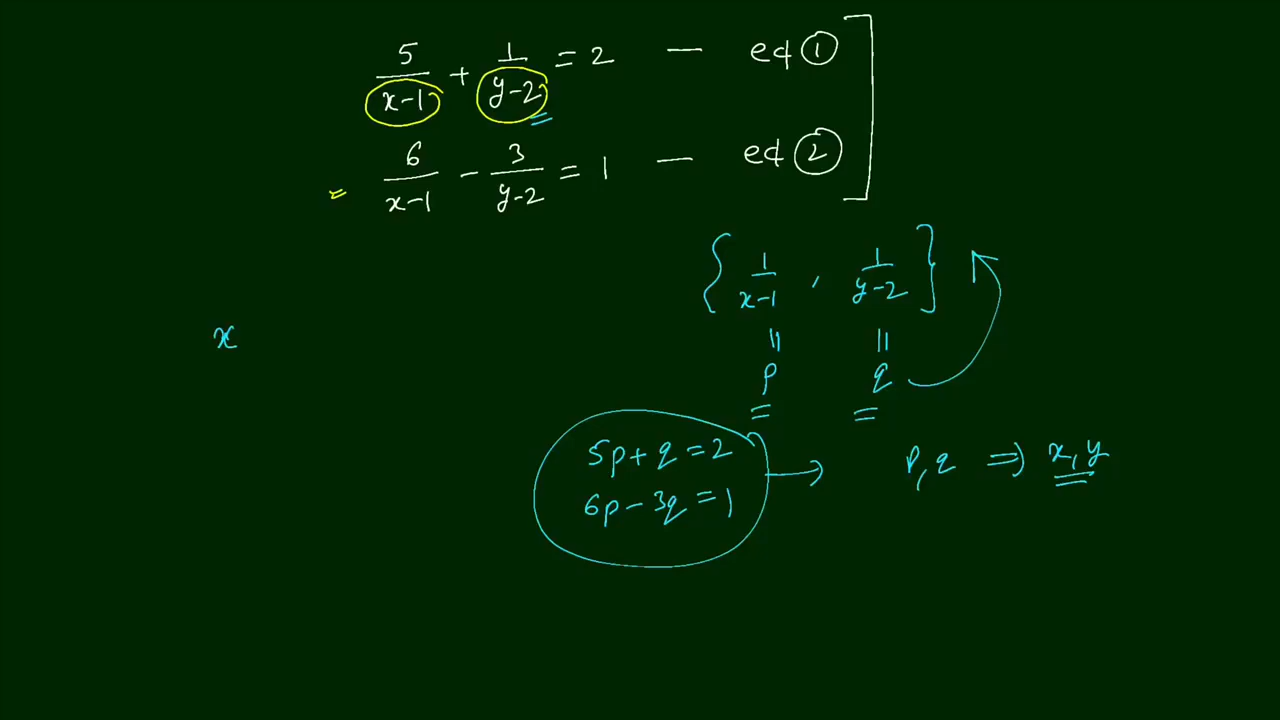 5/(x-1) + 1/(y-2) = 2 — eq ①
= 6/(x-1) - 3/(y-2) = 1 — eq ②
{ 1/(x-1) , 1/(y-2) ]
x
= =
p q
= =
5p + q = 2
6p - 3q = 1
→ p, q ⇒ x, y